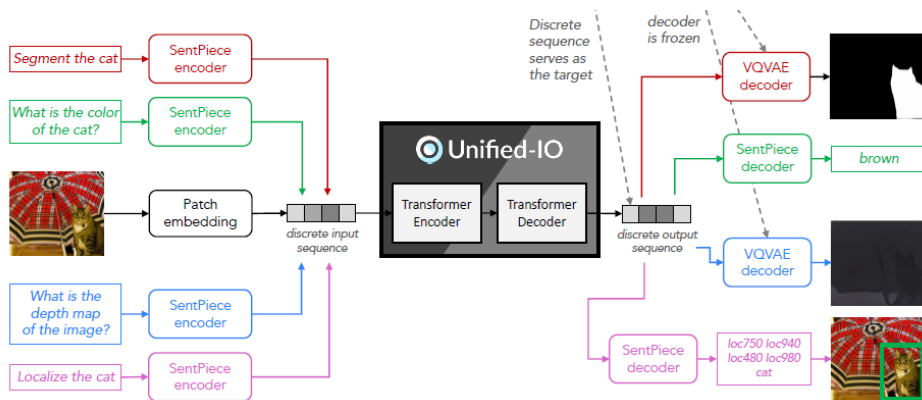 Segment the cat
SentPiece
encoder
What is the color
of the cat?
SentPiece
encoder
Patch
embedding
What is the
depth map
of the image?
SentPiece
encoder
Localize the cat
SentPiece
encoder
discrete input
sequence
Unified-IO
Transformer
Encoder
Transformer
Decoder
discrete output
sequence
Discrete
sequence
serves as
the target
decoder
is frozen
VQVAE
decoder
SentPiece
decoder
brown
VQVAE
decoder
SentPiece
decoder
loc750 loc940
loc480 loc980
cat